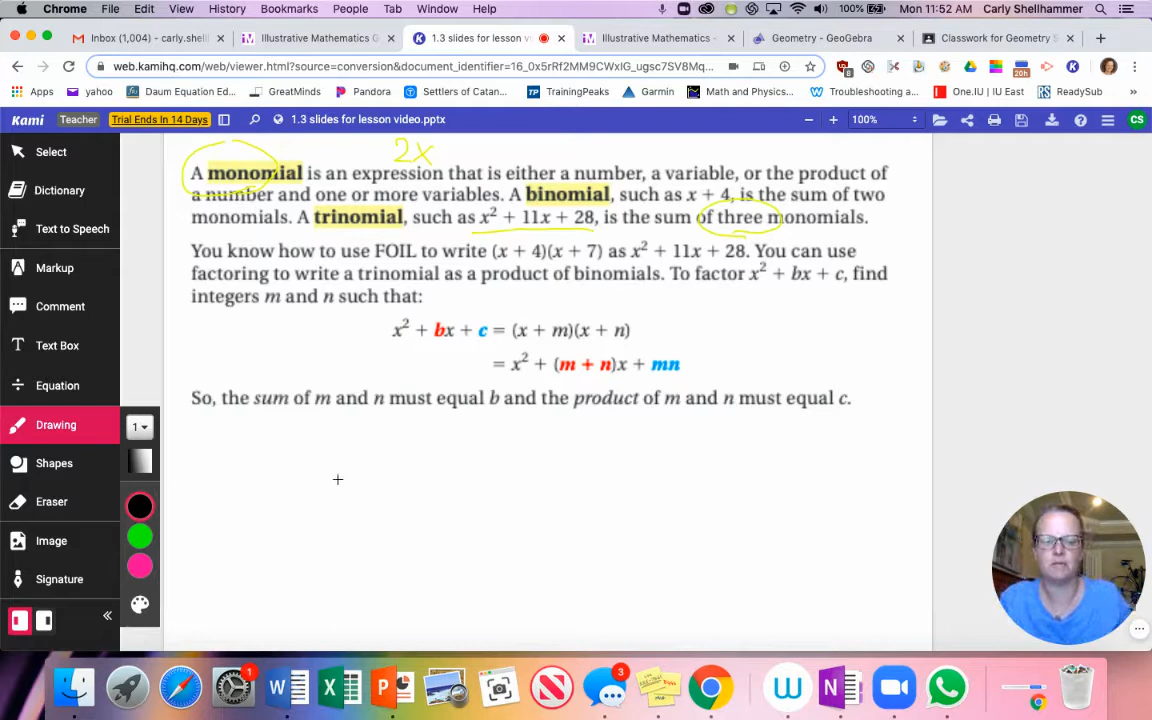 Chrome File Edit View History Bookmarks People Tab Window Help 100% Mon 11:52 AM Carly Shellhammer
Inbox (1,004) - carly.shell Illustrative Mathematics G 1.3 slides for lesson v Illustrative Mathematics - Geometry - GeoGebra Classwork for Geometry S
web.kamihq.com/web/viewer.html?source=conversion&document_identifier=16_0x5rRf2MM9CWxIG_ugsc7SV8Mq... 8 20h
Apps yahoo Daum Equation Ed... GreatMinds Pandora Settlers of Catan... TrainingPeaks Garmin Math and Physics... Troubleshooting a... One.IU | IU East ReadySub »
Kami Teacher Trial Ends In 14 Days 1.3 slides for lesson video.pptx 100% CS
Select
Dictionary
Text to Speech
Markup
Comment
Text Box
Equation
Drawing
Shapes
Eraser
Image
Signature
1
2x
A monomial is an expression that is either a number, a variable, or the product of
a number and one or more variables. A binomial, such as x + 4, is the sum of two
monomials. A trinomial, such as x² + 11x + 28, is the sum of three monomials.
You know how to use FOIL to write (x + 4)(x + 7) as x² + 11x + 28. You can use
factoring to write a trinomial as a product of binomials. To factor x² + bx + c, find
integers m and n such that:
x² + bx + c = (x + m)(x + n)
= x² + (m + n)x + mn
So, the sum of m and n must equal b and the product of m and n must equal c.
1 3